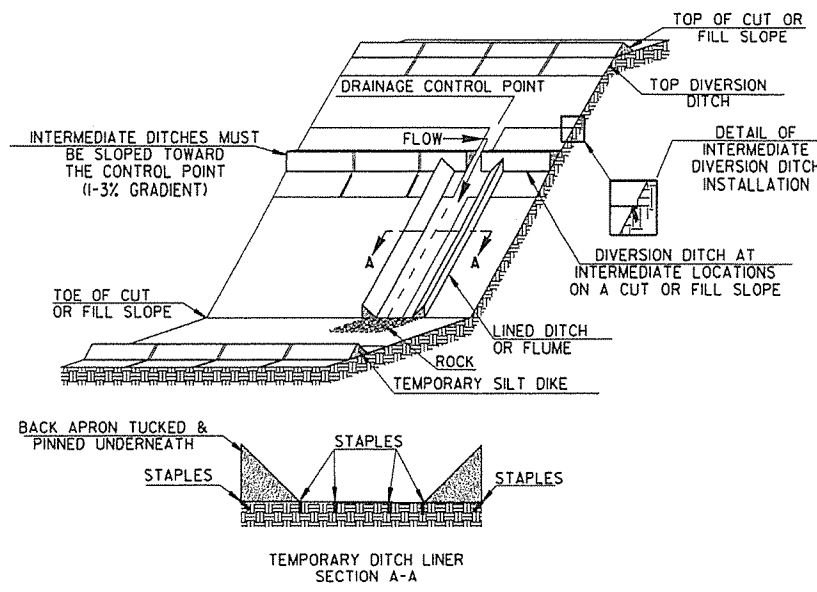 TOP OF CUT OR
FILL SLOPE
DRAINAGE CONTROL POINT
TOP DIVERSION
DITCH
INTERMEDIATE DITCHES MUST
BE SLOPED TOWARD
THE CONTROL POINT
(1-3% GRADIENT)
FLOW
DETAIL OF
INTERMEDIATE
DIVERSION DITCH
INSTALLATION
A
A
DIVERSION DITCH AT
INTERMEDIATE LOCATIONS
ON A CUT OR FILL SLOPE
TOE OF CUT
OR FILL SLOPE
LINED DITCH
OR FLUME
ROCK
TEMPORARY SILT DIKE
BACK APRON TUCKED &
PINNED UNDERNEATH
STAPLES
STAPLES
STAPLES
TEMPORARY DITCH LINER
SECTION A-A